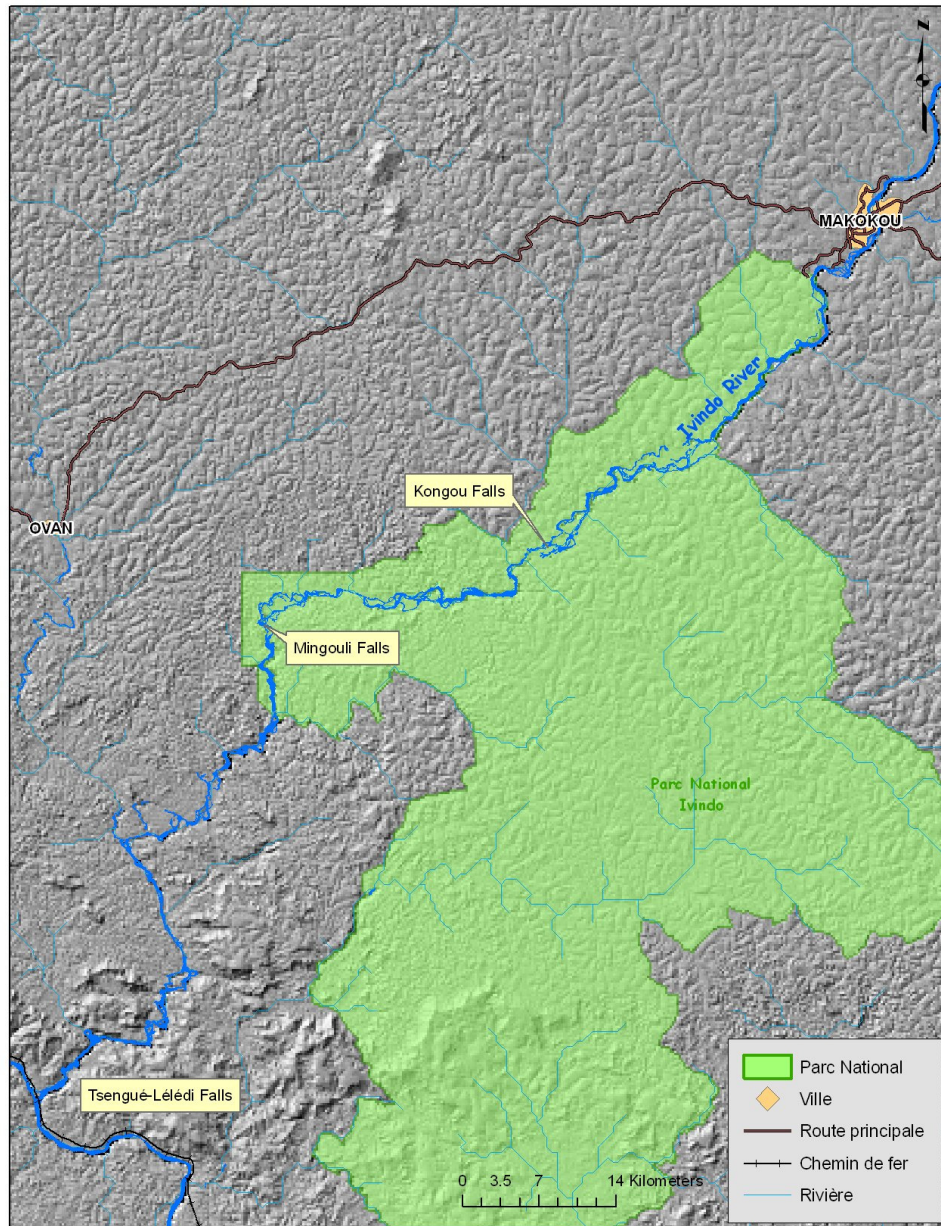 N
MAKOKOU
Ivindo River
Kongou Falls
OVAN
Mingouli Falls
Parc National
Ivindo
Tsengué-Lélédi Falls
Parc National
Ville
Route principale
Chemin de fer
Rivière
0 3.5 7 14 Kilometers